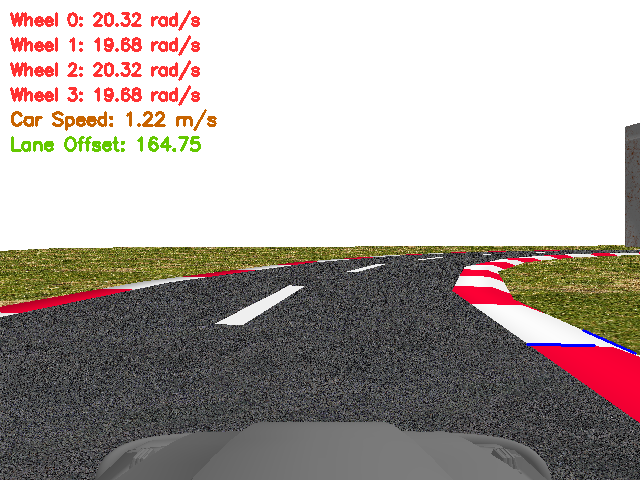 Wheel 0: 20.32 rad/s
Wheel 1: 19.68 rad/s
Wheel 2: 20.32 rad/s
Wheel 3: 19.68 rad/s
Car Speed: 1.22 m/s
Lane Offset: 164.75